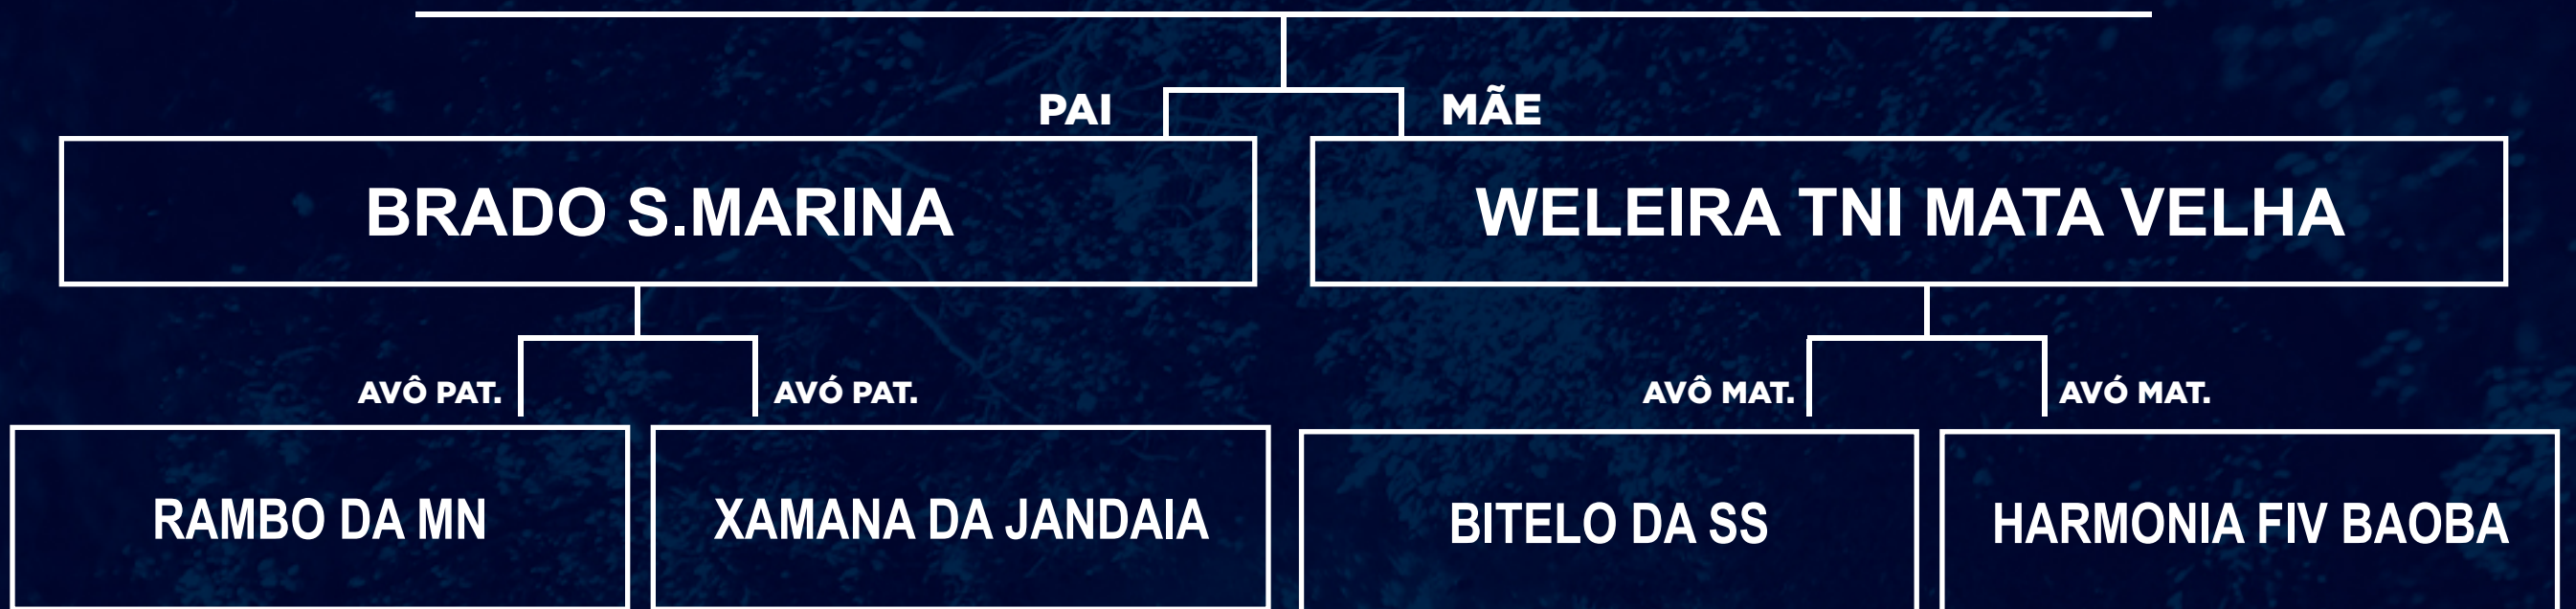 PAI
MÃE
BRADO S.MARINA
WELEIRA TNI MATA VELHA
AVÔ PAT.
AVÓ PAT.
AVÔ MAT.
AVÓ MAT.
RAMBO DA MN
XAMANA DA JANDAIA
BITELO DA SS
HARMONIA FIV BAOBA